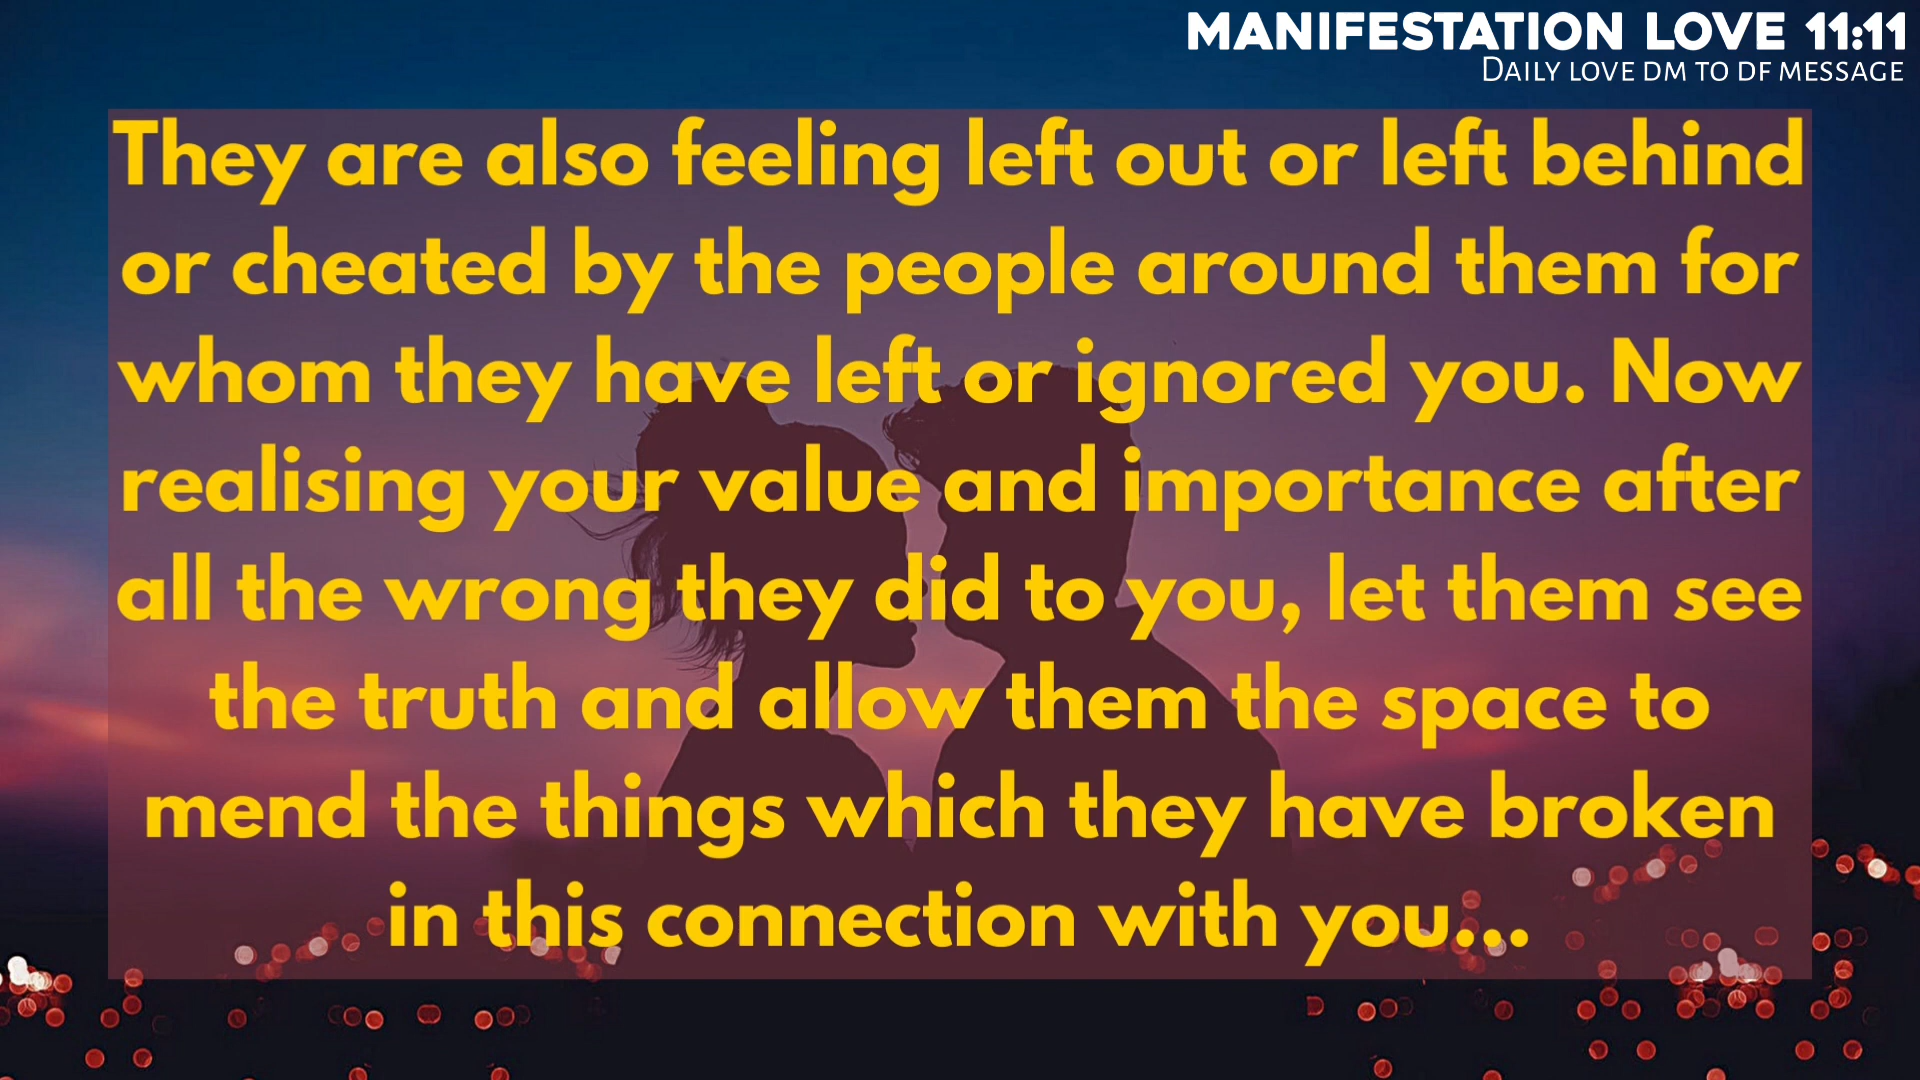 MANIFESTATION LOVE 11:11
DAILY LOVE DM TO DF MESSAGE
They are also feeling left out or left behind
or cheated by the people around them for
whom they have left or ignored you. Now
realising your value and importance after
all the wrong they did to you, let them see
the truth and allow them the space to
mend the things which they have broken
in this connection with you...